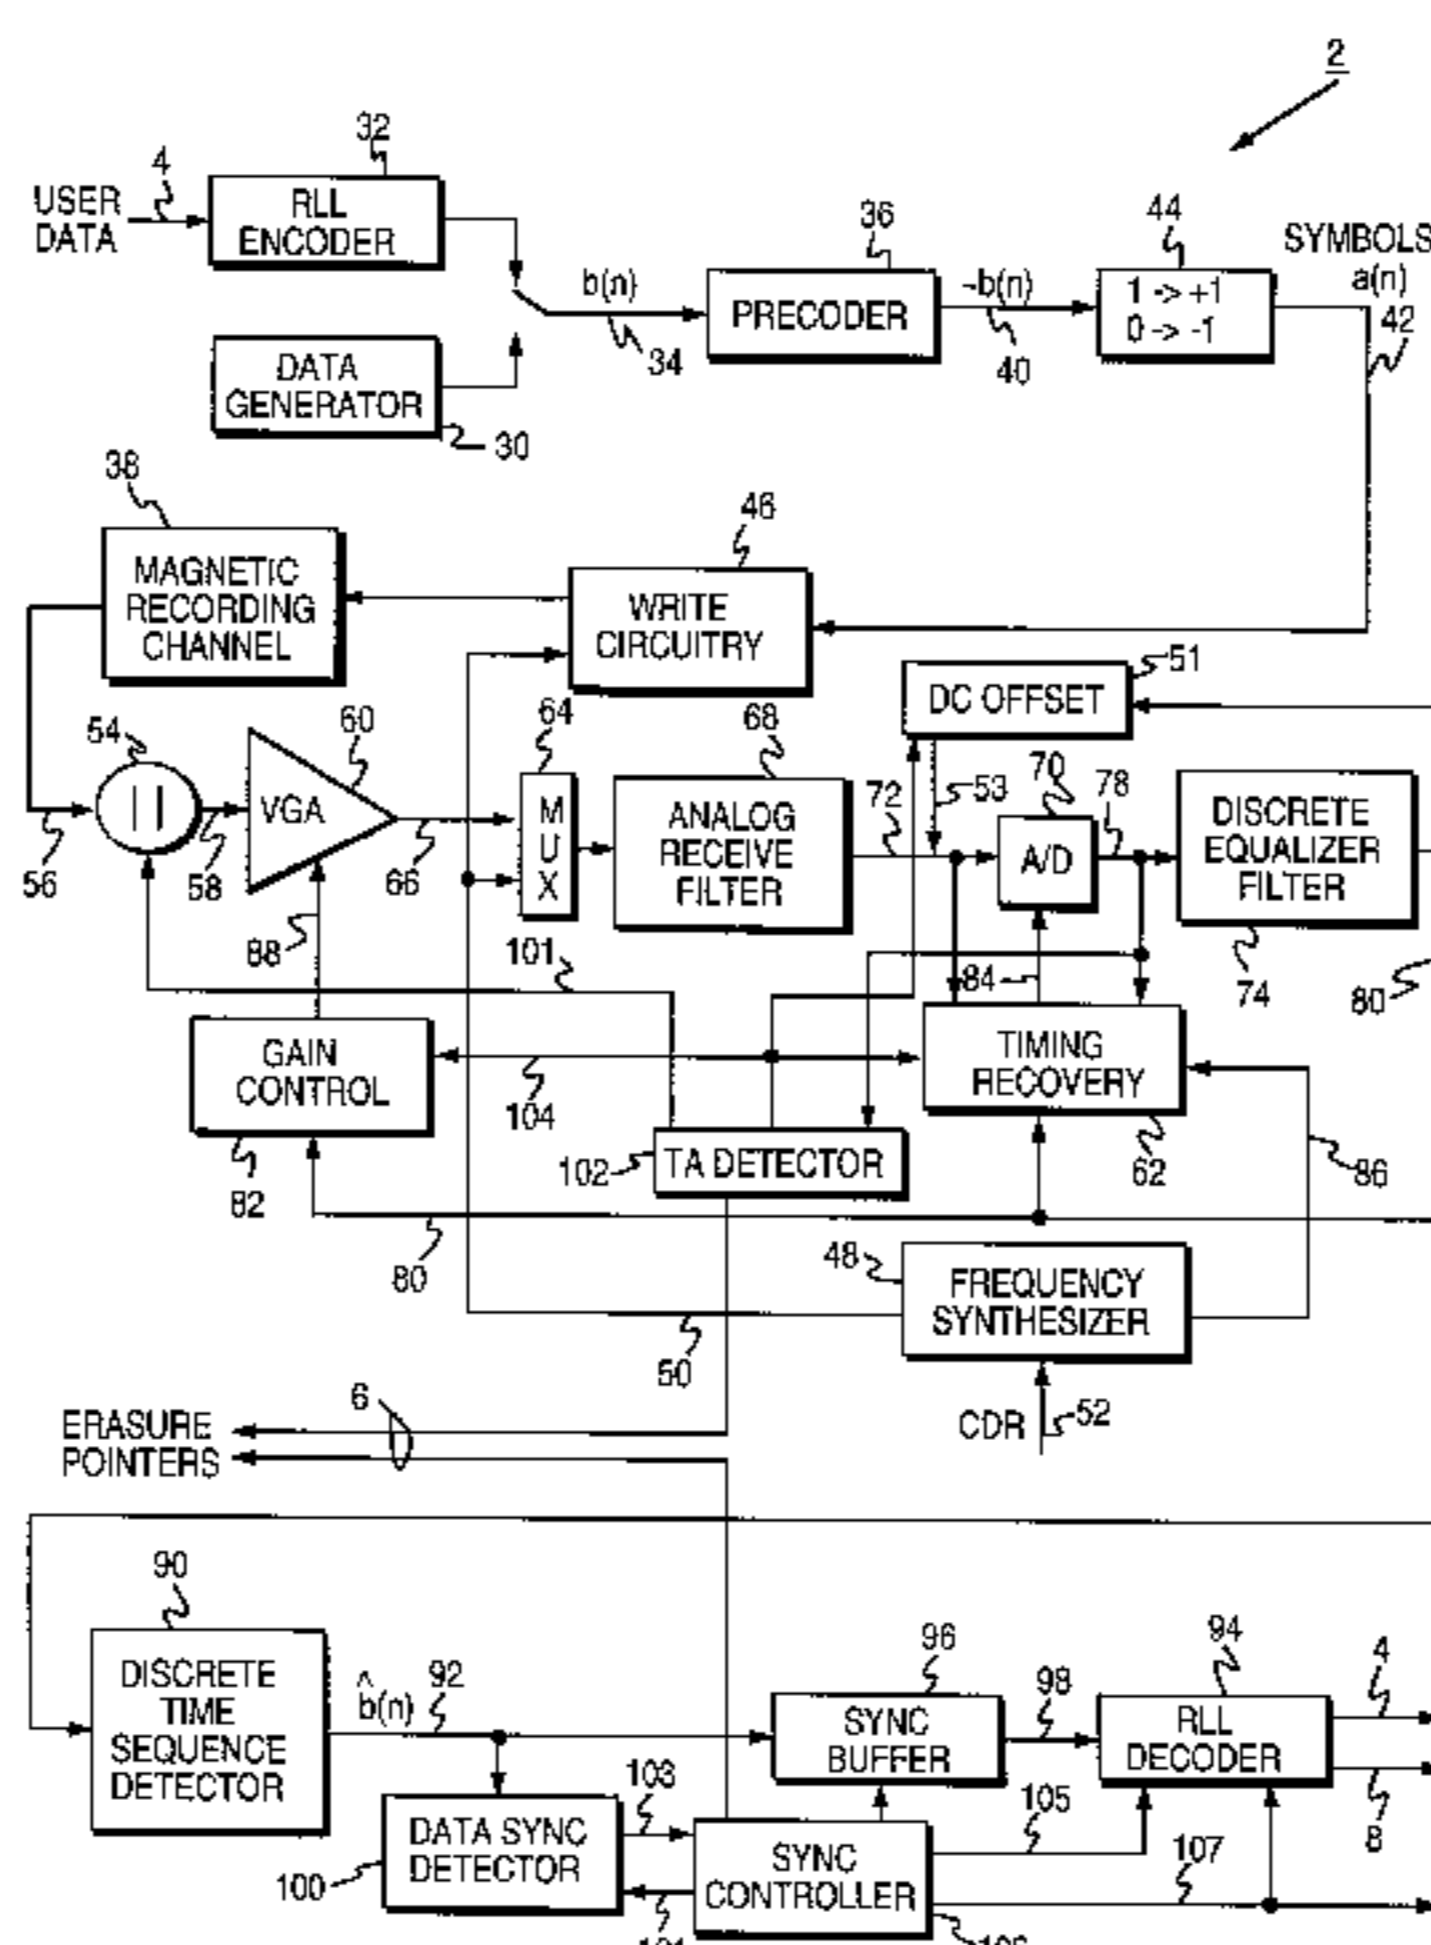 2
32
4
USER
DATA
RLL
ENCODER
36
44
SYMBOLS
a(n)
42
b(n)
34
PRECODER
~b(n)
40
1 -> +1
0 -> -1
DATA
GENERATOR
30
38
46
MAGNETIC
RECORDING
CHANNEL
WRITE
CIRCUITRY
51
DC OFFSET
54
60
64
68
70
78
72
53
56
58
VGA
66
MUX
ANALOG
RECEIVE
FILTER
A/D
DISCRETE
EQUALIZER
FILTER
88
101
84
74
80
GAIN
CONTROL
104
TIMING
RECOVERY
82
102
TA DETECTOR
62
86
80
48
FREQUENCY
SYNTHESIZER
50
CDR
52
6
ERASURE
POINTERS
90
DISCRETE
TIME
SEQUENCE
DETECTOR
b̂(n)
92
96
98
94
4
SYNC
BUFFER
RLL
DECODER
8
103
105
107
DATA SYNC
DETECTOR
100
SYNC
CONTROLLER